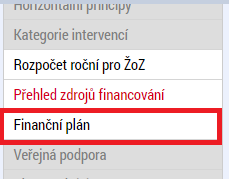 Horizontální principy
Kategorie intervencí
Rozpočet roční pro ŽoZ
Přehled zdrojů financování
Finanční plán
Veřejná podpora